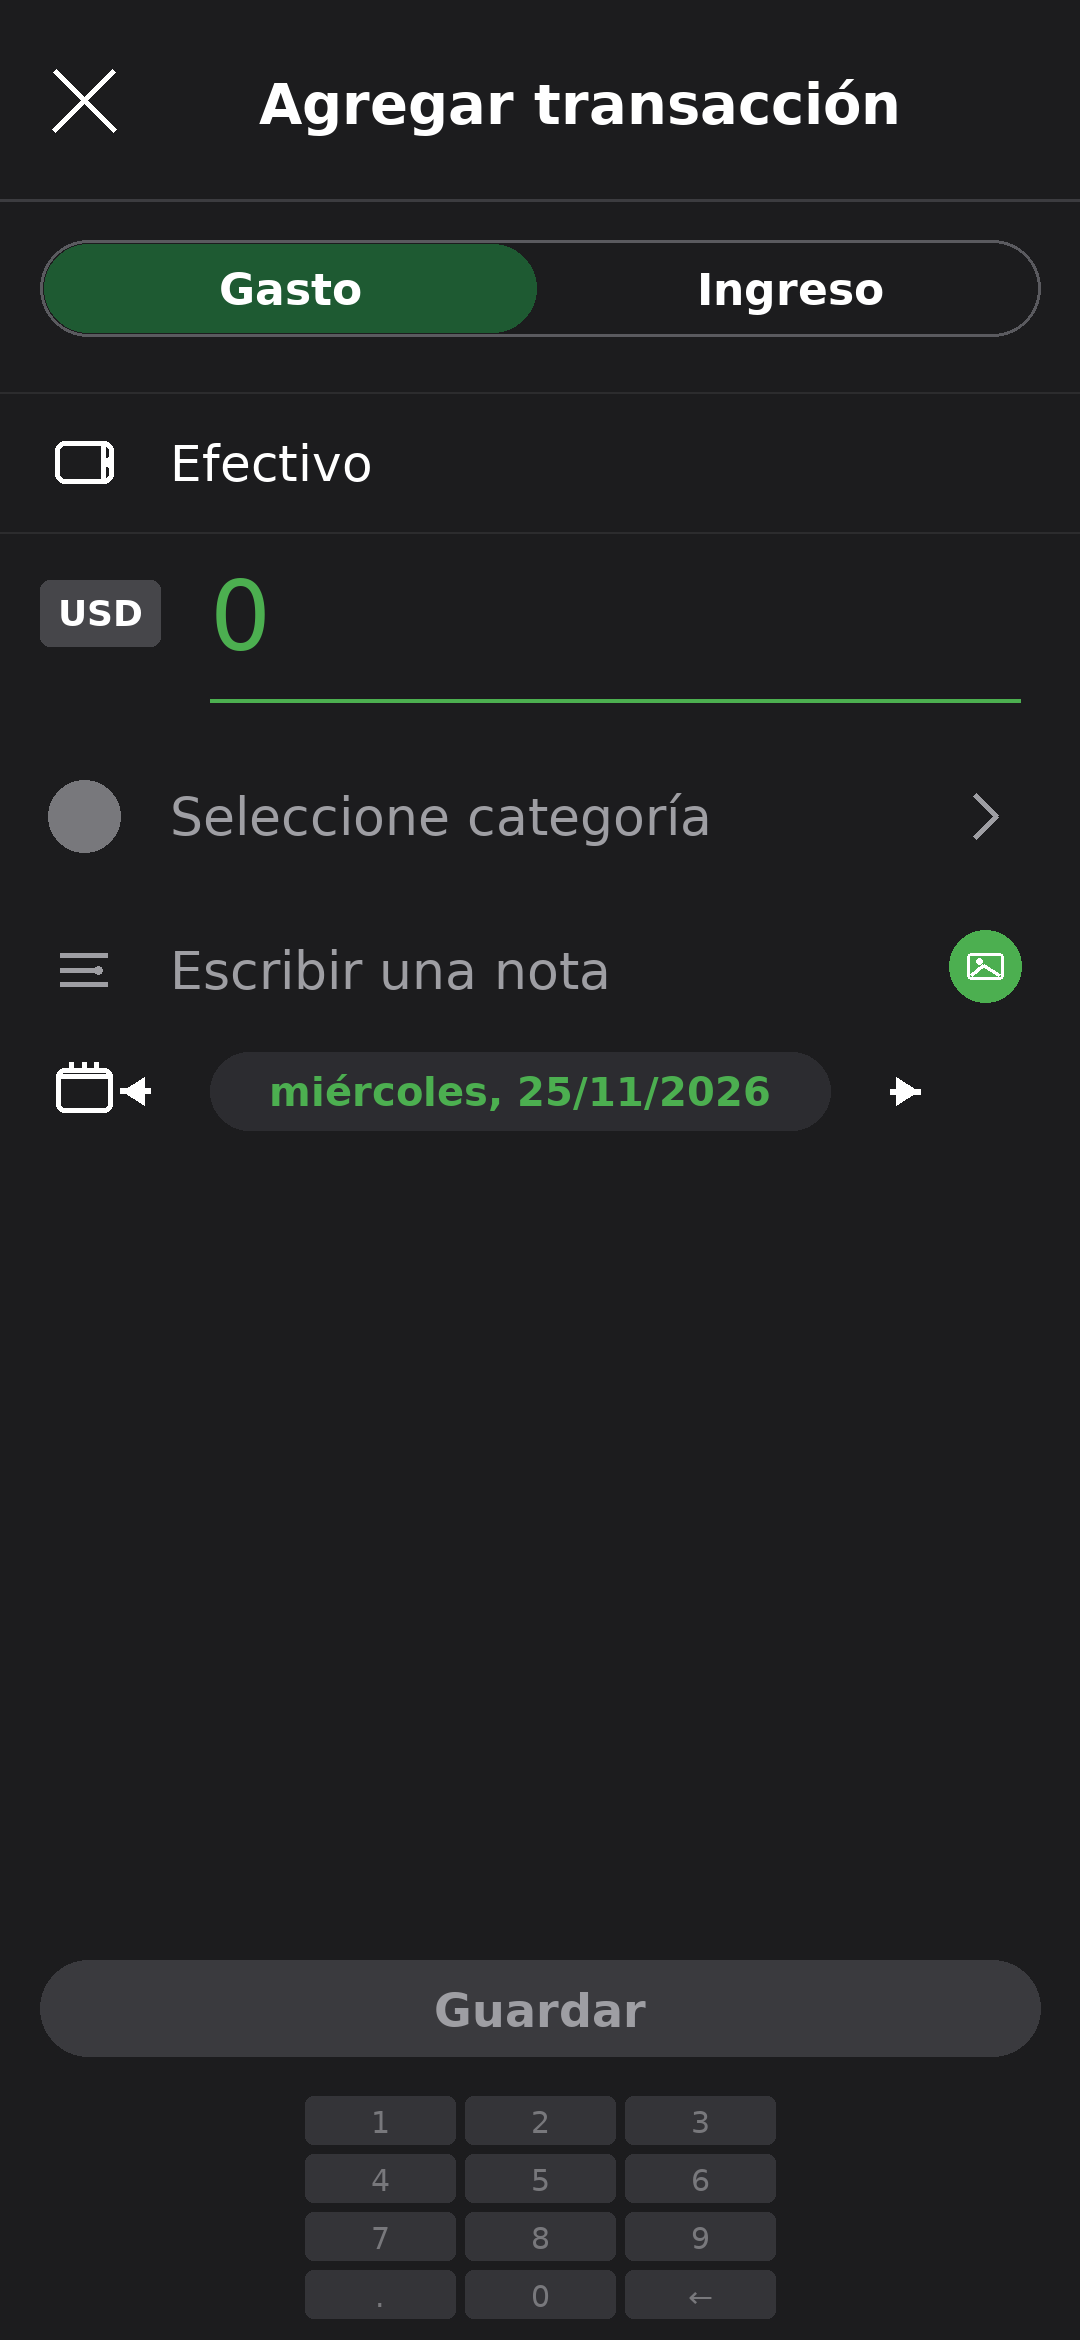 Agregar transacción
Gasto Ingreso
Efectivo
USD 0
Seleccione categoría
Escribir una nota
miércoles, 25/11/2026
Guardar
1 2 3
4 5 6
7 8 9
. 0 ←